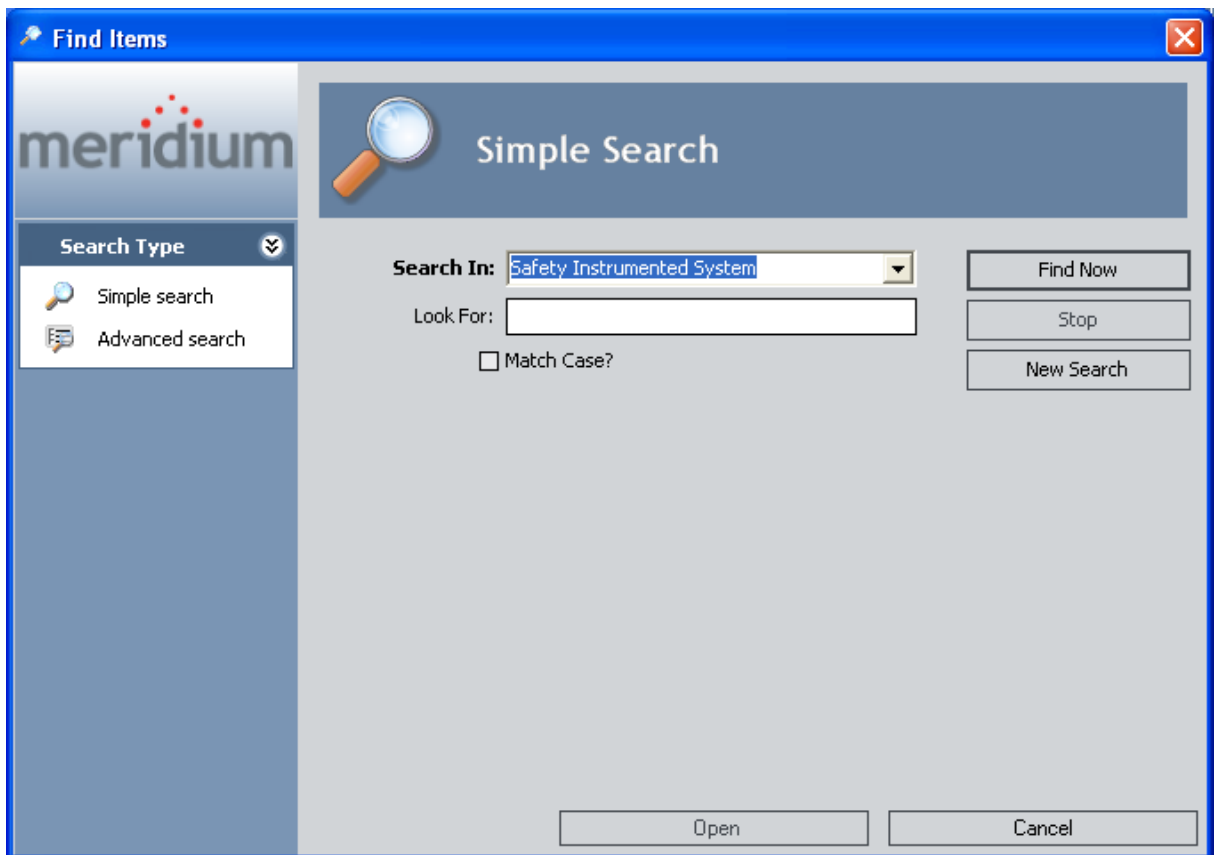 Find Items
meridium
Simple Search
Search Type
Simple search
Advanced search
Search In: Safety Instrumented System
Look For:
Match Case?
Find Now
Stop
New Search
Open
Cancel